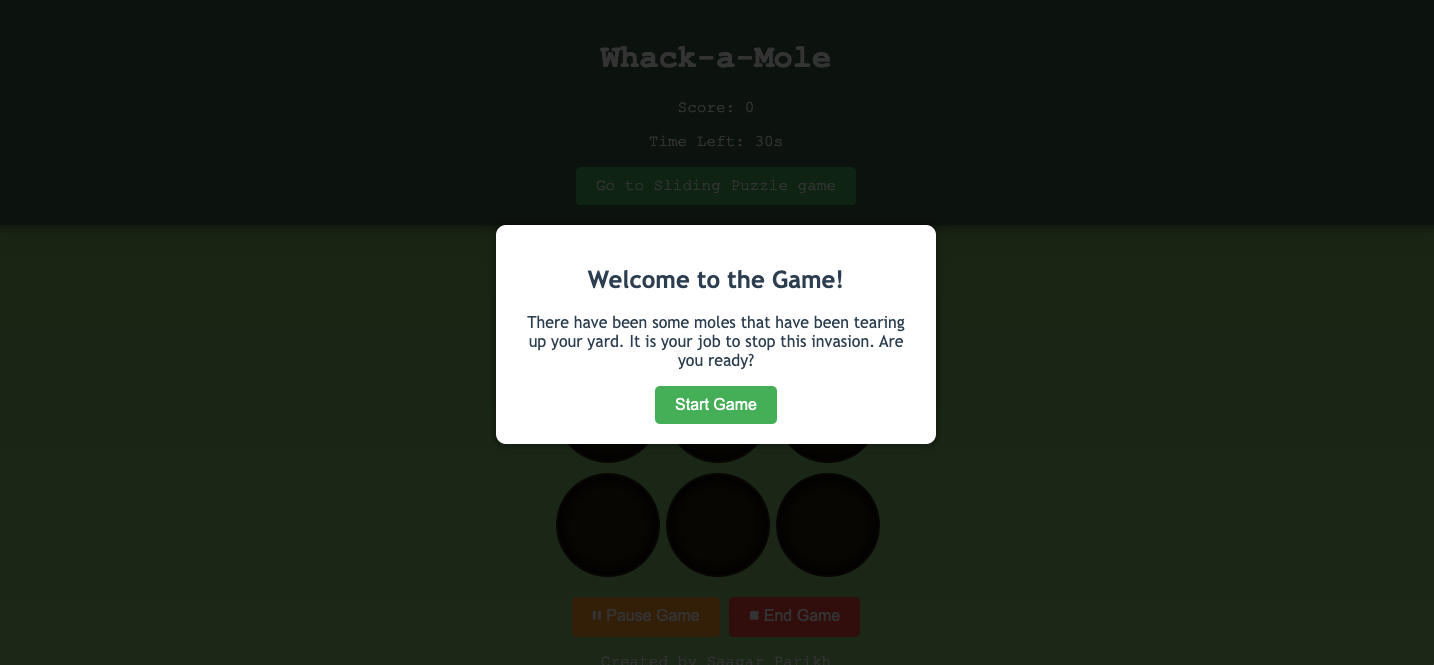 Whack-a-Mole
Score: 0
Time Left: 30s
Go to Sliding Puzzle game
Welcome to the Game!
There have been some moles that have been tearing
up your yard. It is your job to stop this invasion. Are
you ready?
Start Game
⏸ Pause Game ⏹ End Game
Created by Saagar Parikh